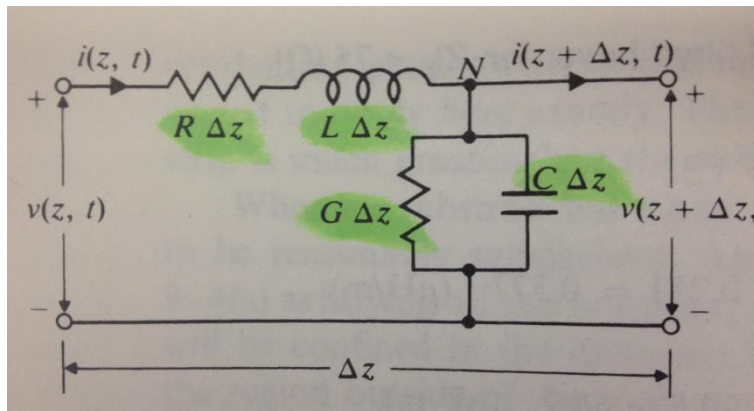 i(z, t)
N
i(z + Δz, t)
+
+
R Δz
L Δz
v(z, t)
G Δz
C Δz
v(z + Δz,
−
−
Δz